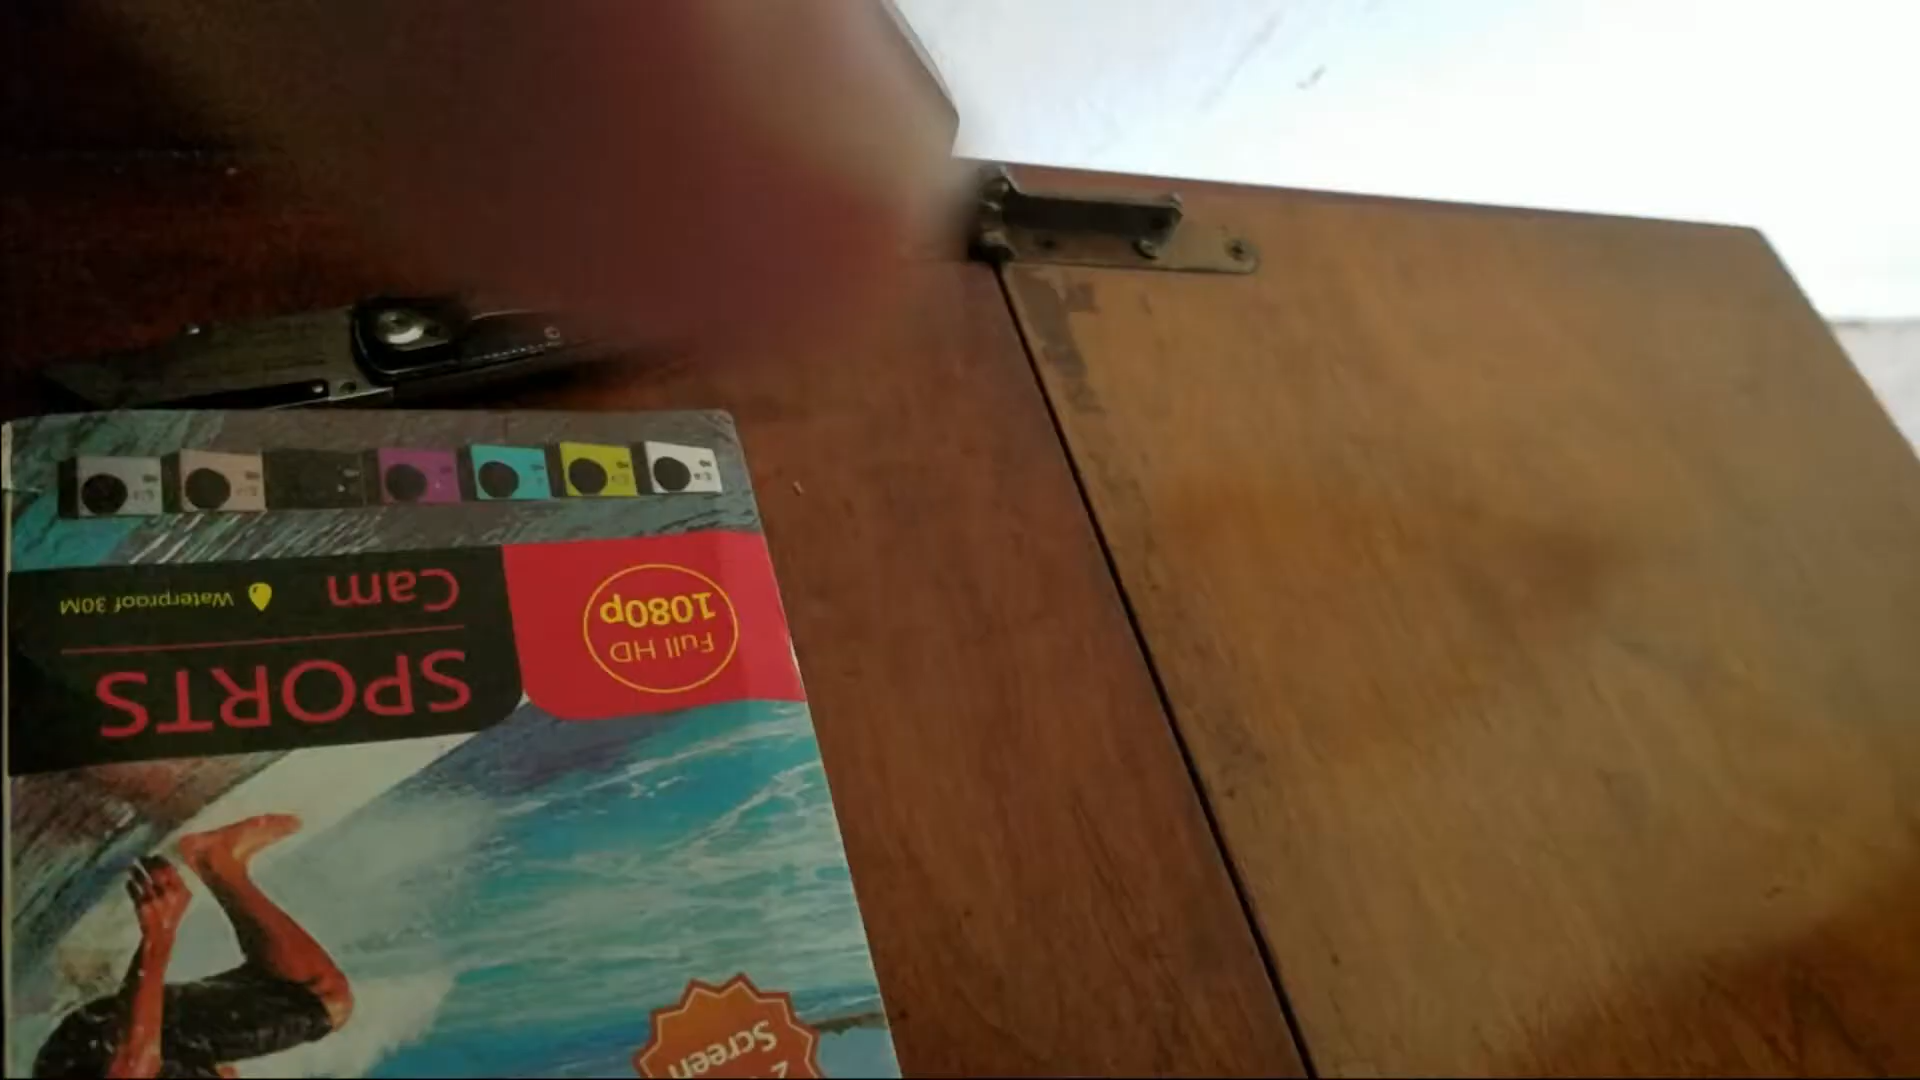 Screen
SPORTS
Cam
Waterproof 30M
Full HD
1080p